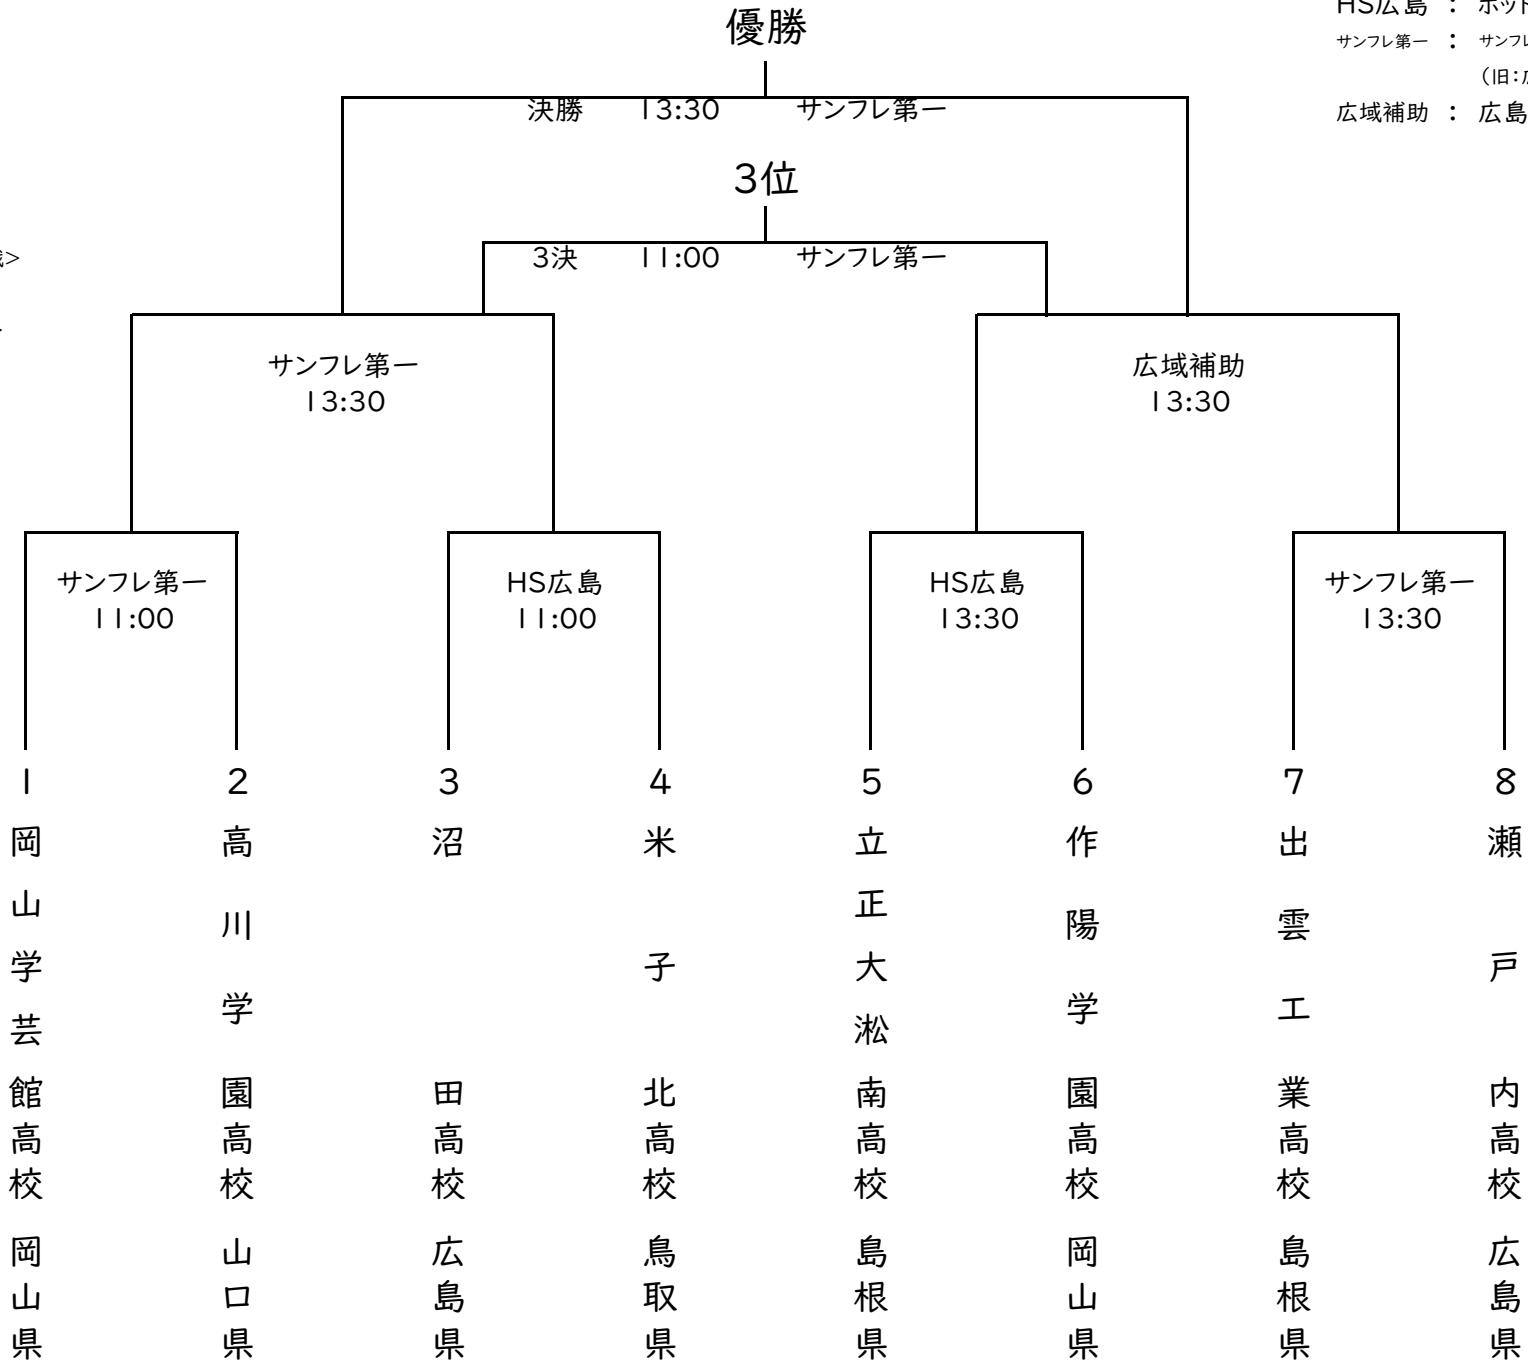 優勝
HS広島 : ホット
サンフレ第一 : サンフレ
(旧:広
広域補助 : 広島
決勝 13:30 サンフレ第一
3位
>
3決 11:00 サンフレ第一
サンフレ第一
13:30
広域補助
13:30
サンフレ第一
11:00
HS広島
11:00
HS広島
13:30
サンフレ第一
13:30
1
岡山学芸館高校
岡山県
2
高川学園高校
山口県
3
沼田高校
広島県
4
米子北高校
鳥取県
5
立正大淞南高校
島根県
6
作陽学園高校
岡山県
7
出雲工業高校
島根県
8
瀬戸内高校
広島県